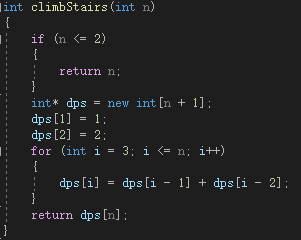 int climbStairs(int n)
{
    if (n <= 2)
    {
        return n;
    }
    int* dps = new int[n + 1];
    dps[1] = 1;
    dps[2] = 2;
    for (int i = 3; i <= n; i++)
    {
        dps[i] = dps[i - 1] + dps[i - 2];
    }
    return dps[n];
}